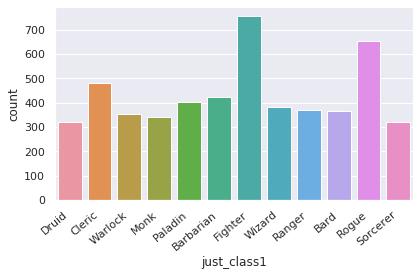 700
600
500
400
300
200
100
0
count
Druid
Cleric
Warlock
Monk
Paladin
Barbarian
Fighter
Wizard
Ranger
Bard
Rogue
Sorcerer
just_class1